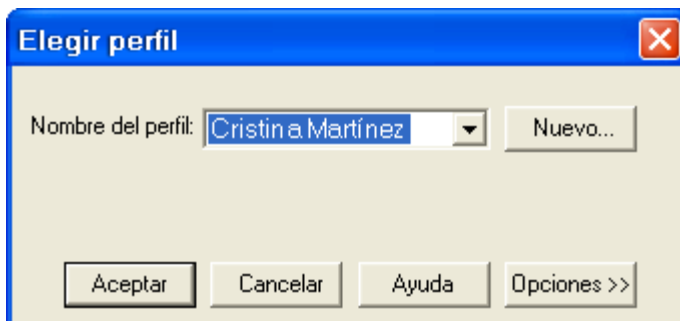 Elegir perfil
Nombre del perfil: Cristina Martínez Nuevo...
Aceptar Cancelar Ayuda Opciones >>